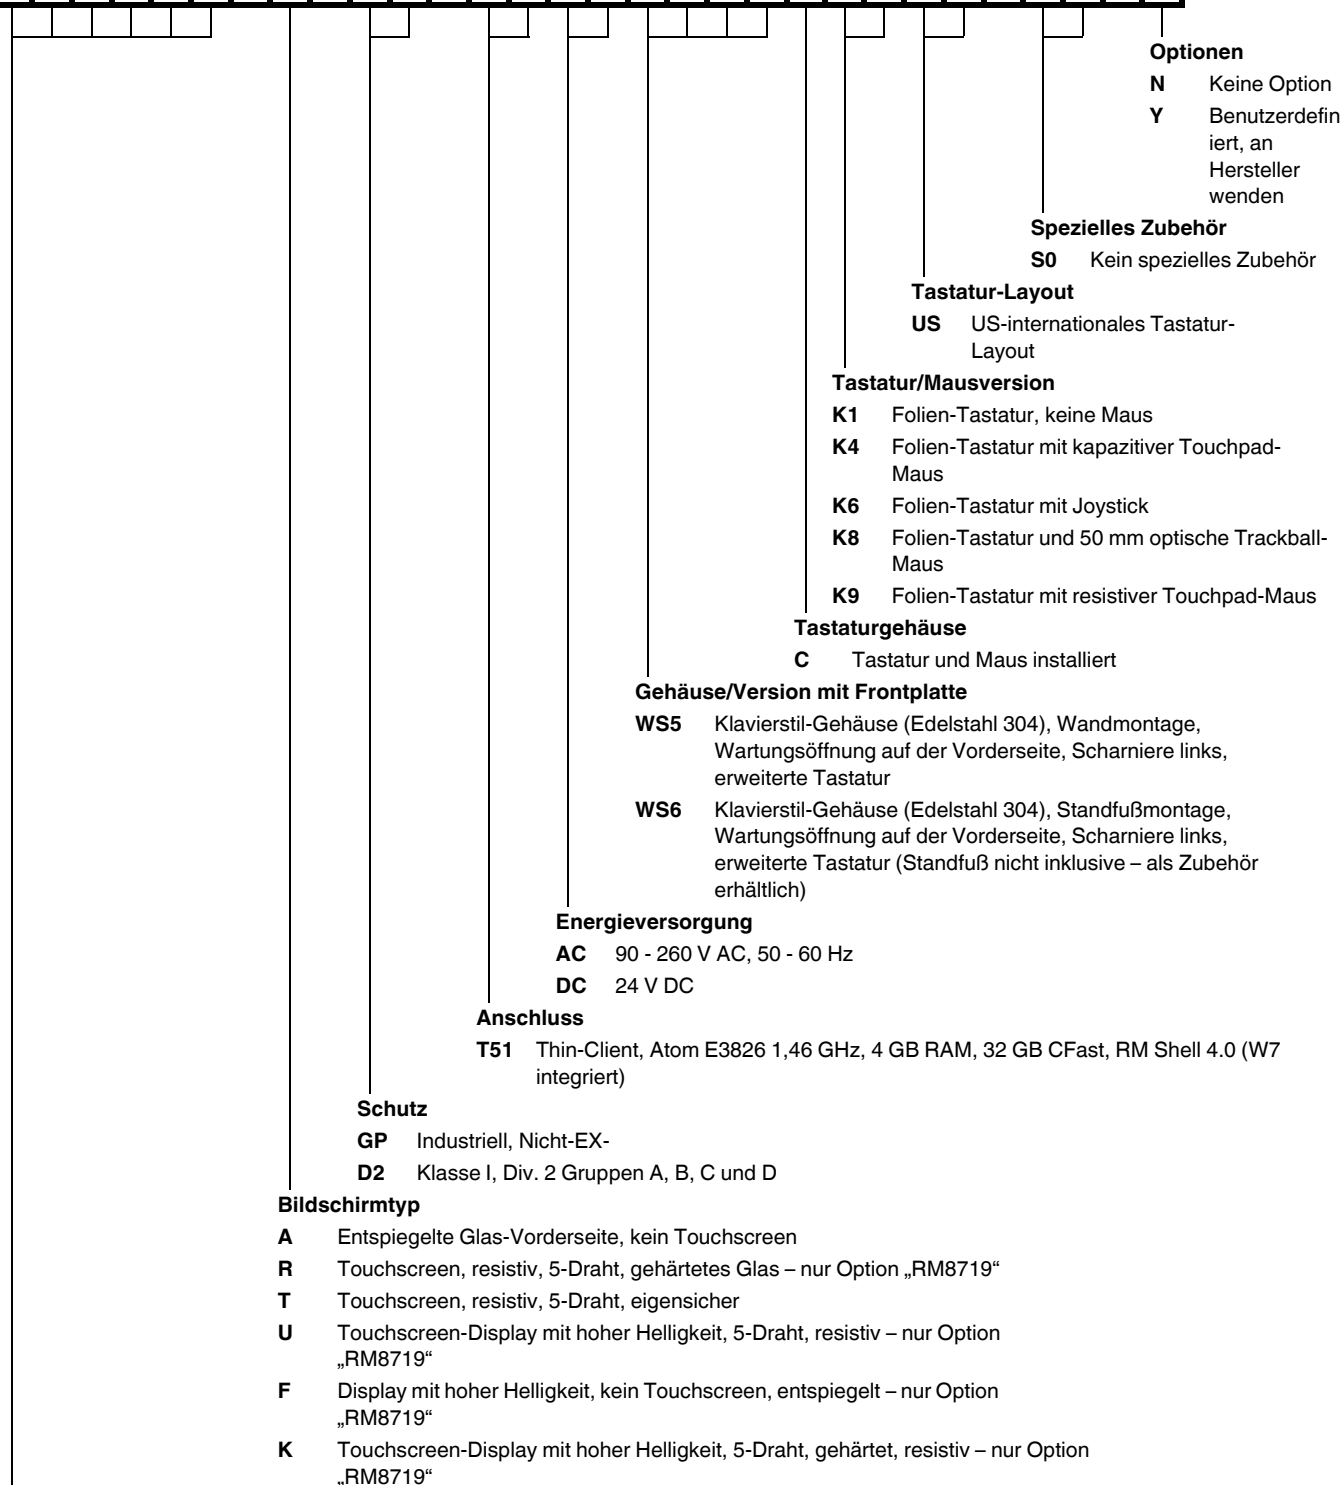 Optionen
N Keine Option
Y Benutzerdefin
iert, an
Hersteller
wenden
Spezielles Zubehör
S0 Kein spezielles Zubehör
Tastatur-Layout
US US-internationales Tastatur-
Layout
Tastatur/Mausversion
K1 Folien-Tastatur, keine Maus
K4 Folien-Tastatur mit kapazitiver Touchpad-
Maus
K6 Folien-Tastatur mit Joystick
K8 Folien-Tastatur und 50 mm optische Trackball-
Maus
K9 Folien-Tastatur mit resistiver Touchpad-Maus
Tastaturgehäuse
C Tastatur und Maus installiert
Gehäuse/Version mit Frontplatte
WS5 Klavierstil-Gehäuse (Edelstahl 304), Wandmontage,
Wartungsöffnung auf der Vorderseite, Scharniere links,
erweiterte Tastatur
WS6 Klavierstil-Gehäuse (Edelstahl 304), Standfußmontage,
Wartungsöffnung auf der Vorderseite, Scharniere links,
erweiterte Tastatur (Standfuß nicht inklusive – als Zubehör
erhältlich)
Energieversorgung
AC 90 - 260 V AC, 50 - 60 Hz
DC 24 V DC
Anschluss
T51 Thin-Client, Atom E3826 1,46 GHz, 4 GB RAM, 32 GB CFast, RM Shell 4.0 (W7
integriert)
Schutz
GP Industriell, Nicht-EX-
D2 Klasse I, Div. 2 Gruppen A, B, C und D
Bildschirmtyp
A Entspiegelte Glas-Vorderseite, kein Touchscreen
R Touchscreen, resistiv, 5-Draht, gehärtetes Glas – nur Option „RM8719“
T Touchscreen, resistiv, 5-Draht, eigensicher
U Touchscreen-Display mit hoher Helligkeit, 5-Draht, resistiv – nur Option
„RM8719“
F Display mit hoher Helligkeit, kein Touchscreen, entspiegelt – nur Option
„RM8719“
K Touchscreen-Display mit hoher Helligkeit, 5-Draht, gehärtet, resistiv – nur Option
„RM8719“